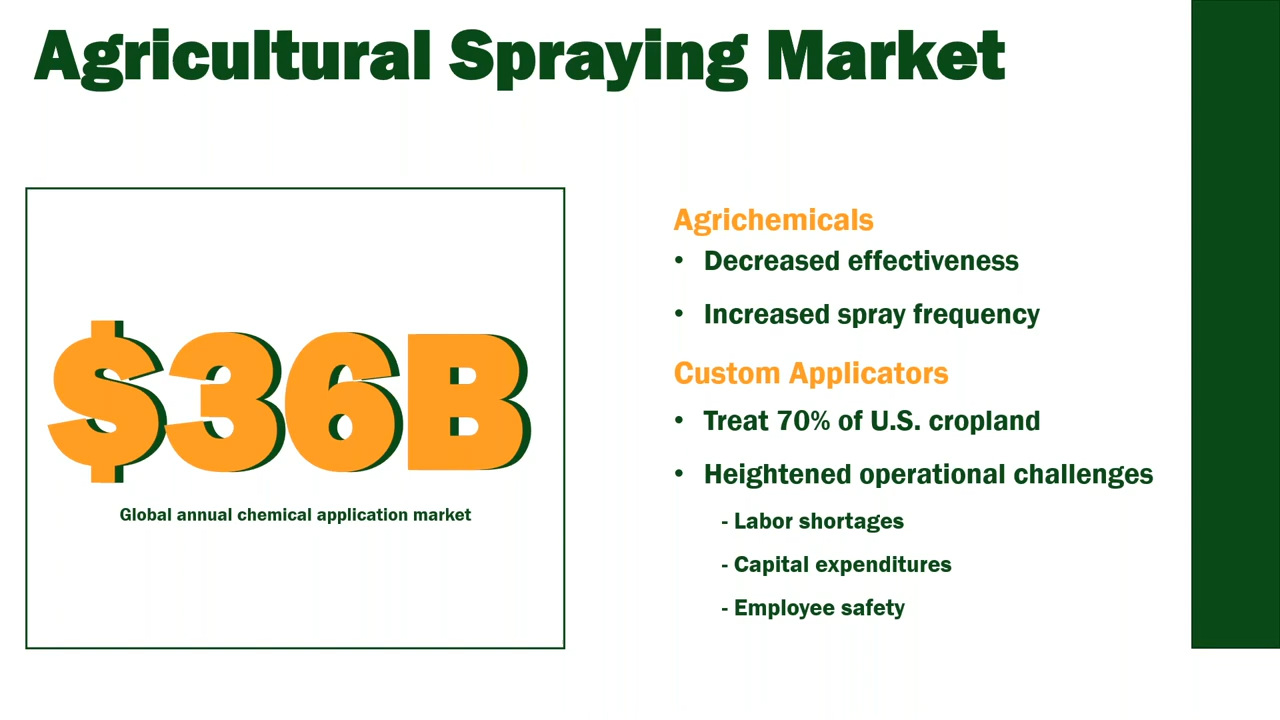 Agricultural Spraying Market
$36B
Global annual chemical application market
Agrichemicals
• Decreased effectiveness
• Increased spray frequency
Custom Applicators
• Treat 70% of U.S. cropland
• Heightened operational challenges
- Labor shortages
- Capital expenditures
- Employee safety